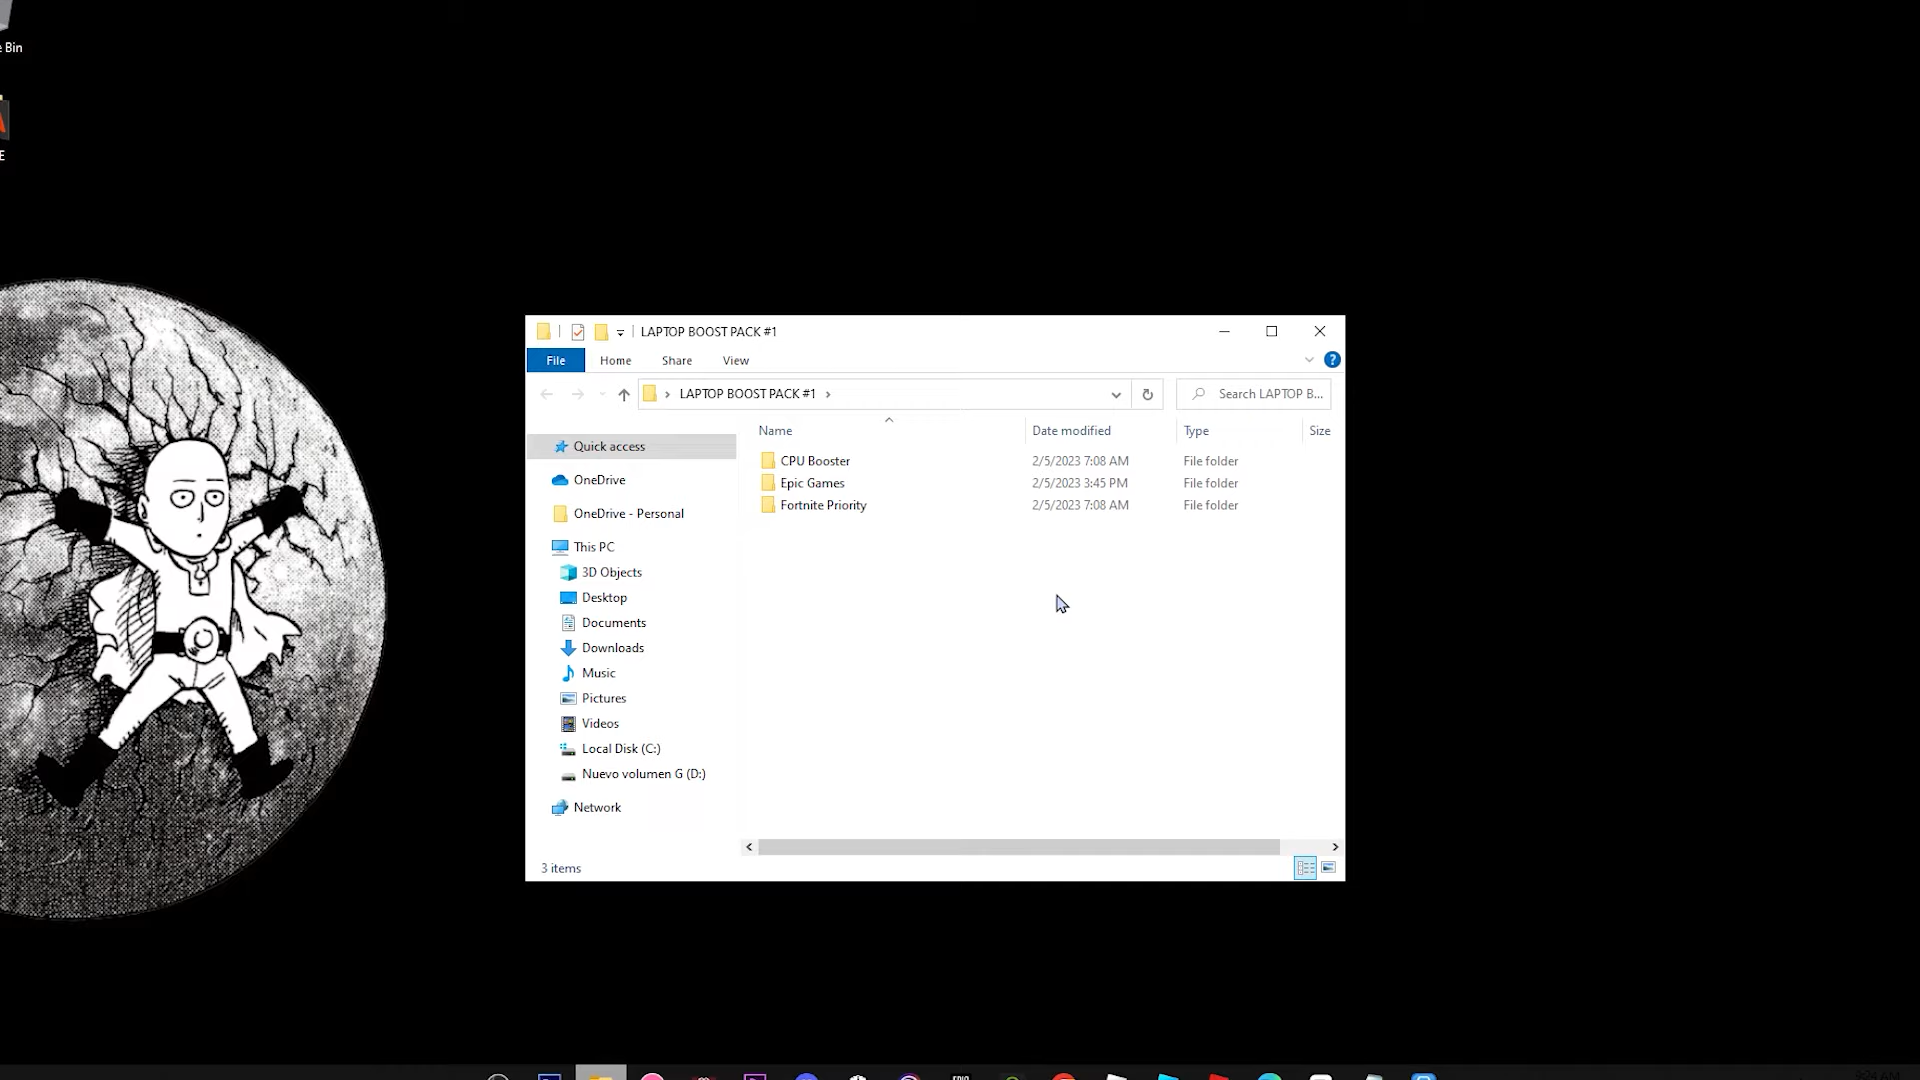 e Bin
E
LAPTOP BOOST PACK #1
File Home Share View
LAPTOP BOOST PACK #1
Search LAPTOP B...
Name Date modified Type Size
CPU Booster 2/5/2023 7:08 AM File folder
Epic Games 2/5/2023 3:45 PM File folder
Fortnite Priority 2/5/2023 7:08 AM File folder
Quick access
OneDrive
OneDrive - Personal
This PC
3D Objects
Desktop
Documents
Downloads
Music
Pictures
Videos
Local Disk (C:)
Nuevo volumen G (D:)
Network
3 items
EPIC